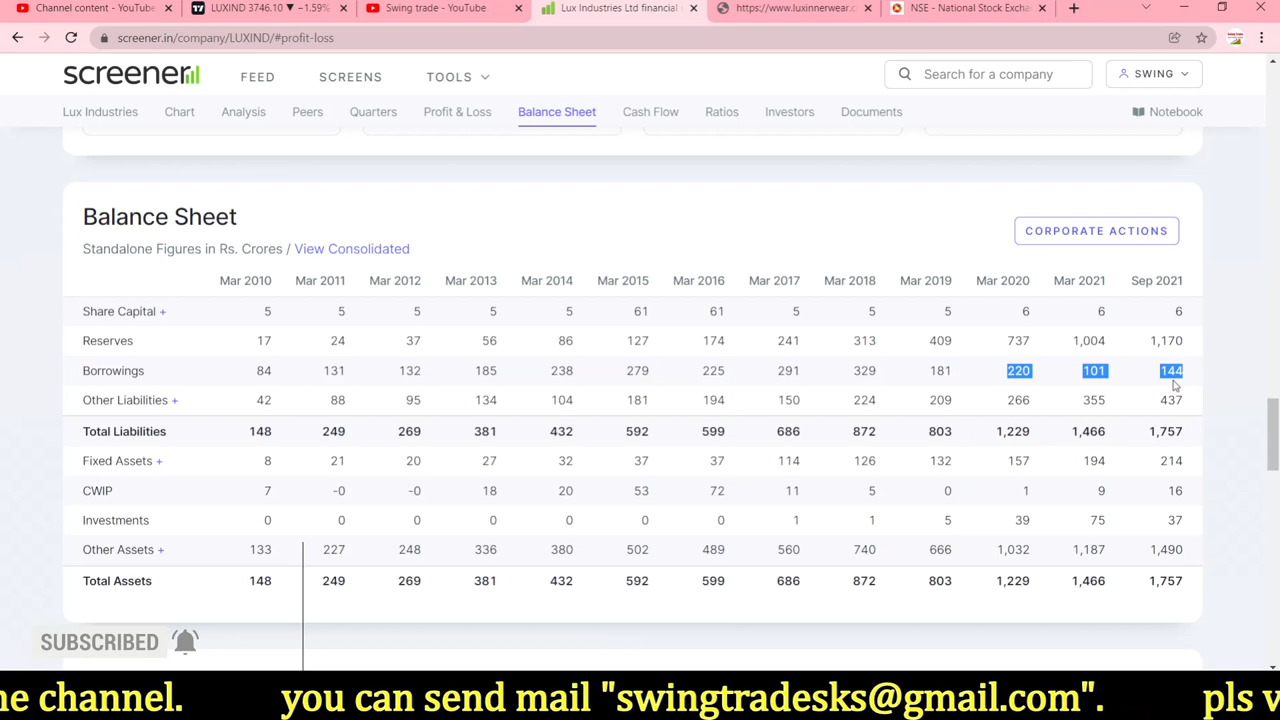 Channel content - YouTube
LUXIND 3746.10 ▼ −1.59%
Swing trade - YouTube
Lux Industries Ltd financial
https://www.luxinnerwear.c
NSE - National Stock Excha
screener.in/company/LUXIND/#profit-loss
screener
FEED
SCREENS
TOOLS
Search for a company
SWING
Lux Industries
Chart
Analysis
Peers
Quarters
Profit & Loss
Balance Sheet
Cash Flow
Ratios
Investors
Documents
Notebook
Balance Sheet
CORPORATE ACTIONS
Standalone Figures in Rs. Crores / View Consolidated
Mar 2010 Mar 2011 Mar 2012 Mar 2013 Mar 2014 Mar 2015 Mar 2016 Mar 2017 Mar 2018 Mar 2019 Mar 2020 Mar 2021 Sep 2021
Share Capital + 5 5 5 5 5 61 61 5 5 5 6 6 6
Reserves 17 24 37 56 86 127 174 241 313 409 737 1,004 1,170
Borrowings 84 131 132 185 238 279 225 291 329 181 220 101 144
Other Liabilities + 42 88 95 134 104 181 194 150 224 209 266 355 437
Total Liabilities 148 249 269 381 432 592 599 686 872 803 1,229 1,466 1,757
Fixed Assets + 8 21 20 27 32 37 37 114 126 132 157 194 214
CWIP 7 -0 -0 18 20 53 72 11 5 0 1 9 16
Investments 0 0 0 0 0 0 0 1 1 5 39 75 37
Other Assets + 133 227 248 336 380 502 489 560 740 666 1,032 1,187 1,490
Total Assets 148 249 269 381 432 592 599 686 872 803 1,229 1,466 1,757
SUBSCRIBED
he channel. you can send mail "swingtradesks@gmail.com". pls v